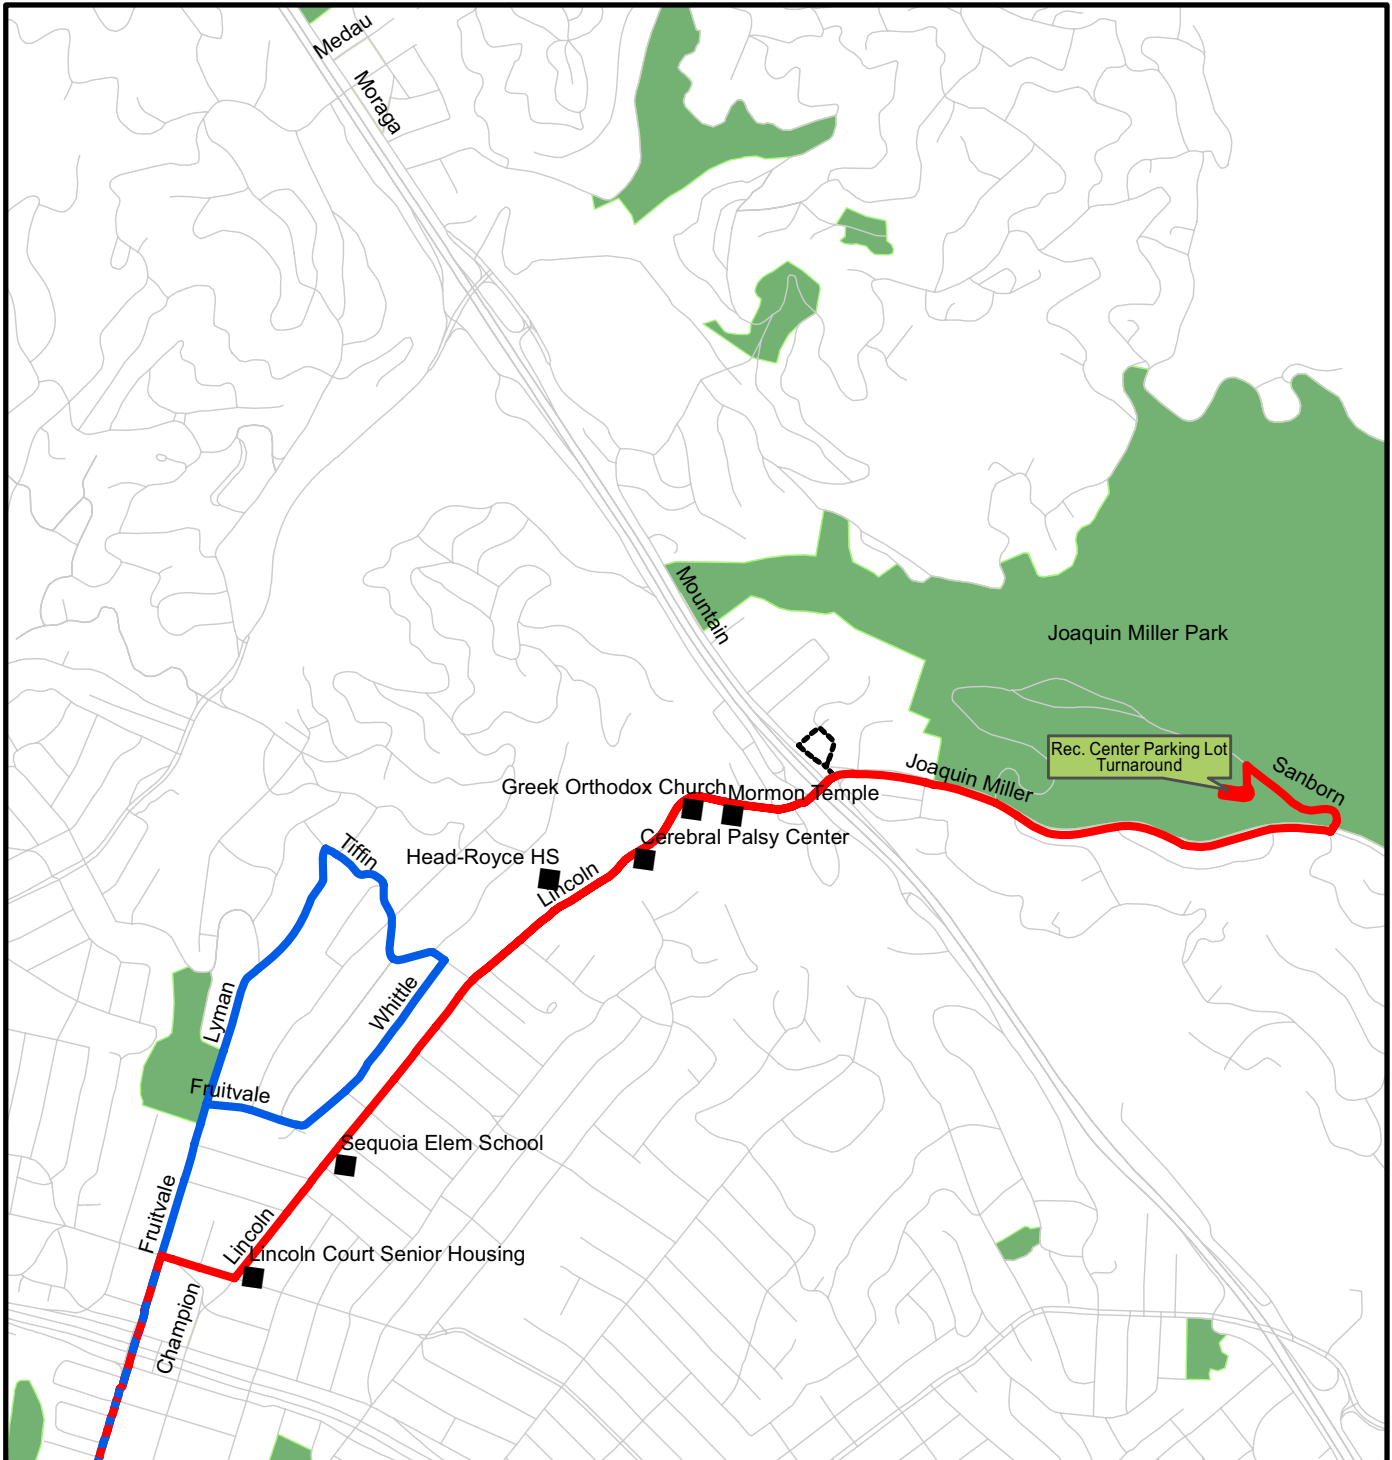 Medau
Moraga
Mountain
Joaquin Miller Park
Rec. Center Parking Lot
Turnaround
Sanborn
Joaquin Miller
Greek Orthodox Church
Mormon Temple
Cerebral Palsy Center
Tiffin
Head-Royce HS
Lincoln
Lyman
Whittle
Fruitvale
Sequoia Elem School
Fruitvale
Lincoln
Lincoln Court Senior Housing
Champion